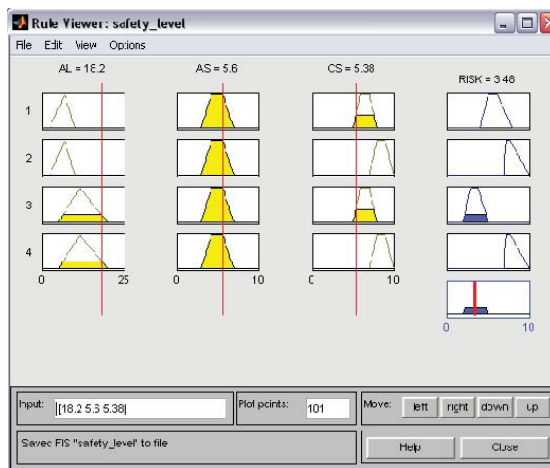 Rule Viewer: safety_level
File Edit View Options
AL = 18.2 AS = 5.6 CS = 5.38 RISK = 3.48
1
2
3
4
0 25 0 10 0 10
0 10
Input: [18.2 5.6 5.38] Plot points: 101 Move: left right down up
Saved FIS "safety_level" to file Help Close